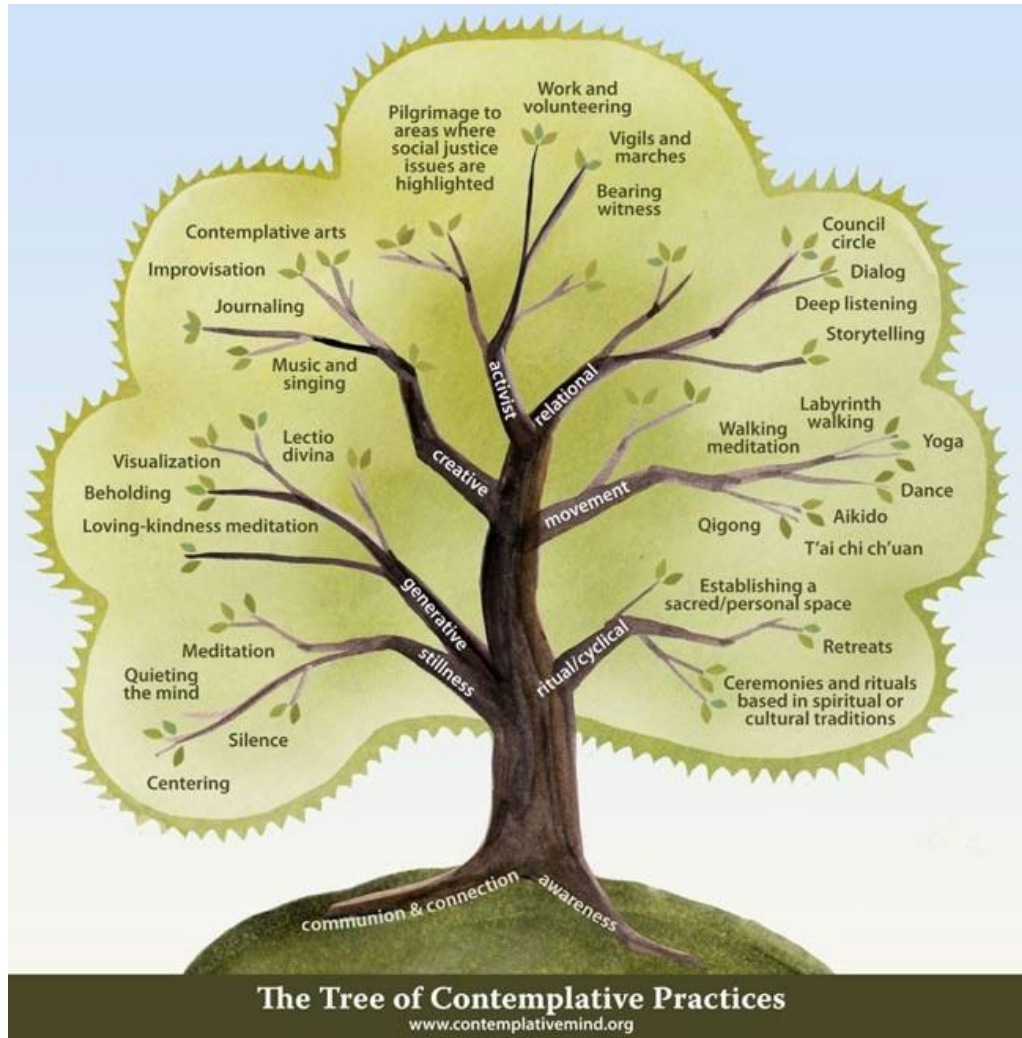 Work and
volunteering
Pilgrimage to
areas where
social justice
issues are
highlighted
Vigils and
marches
Bearing
witness
Council
circle
Dialog
Deep listening
Storytelling
Contemplative arts
Improvisation
Journaling
Music and
singing
activist
relational
Lectio
divina
Visualization
Beholding
Loving-kindness meditation
creative
movement
Walking
meditation
Labyrinth
walking
Yoga
Dance
Aikido
Qigong
T'ai chi ch'uan
generative
stillness
ritual/cyclical
Establishing a
sacred/personal space
Retreats
Ceremonies and rituals
based in spiritual or
cultural traditions
Meditation
Quieting
the mind
Silence
Centering
communion & connection
awareness
The Tree of Contemplative Practices
www.contemplativemind.org